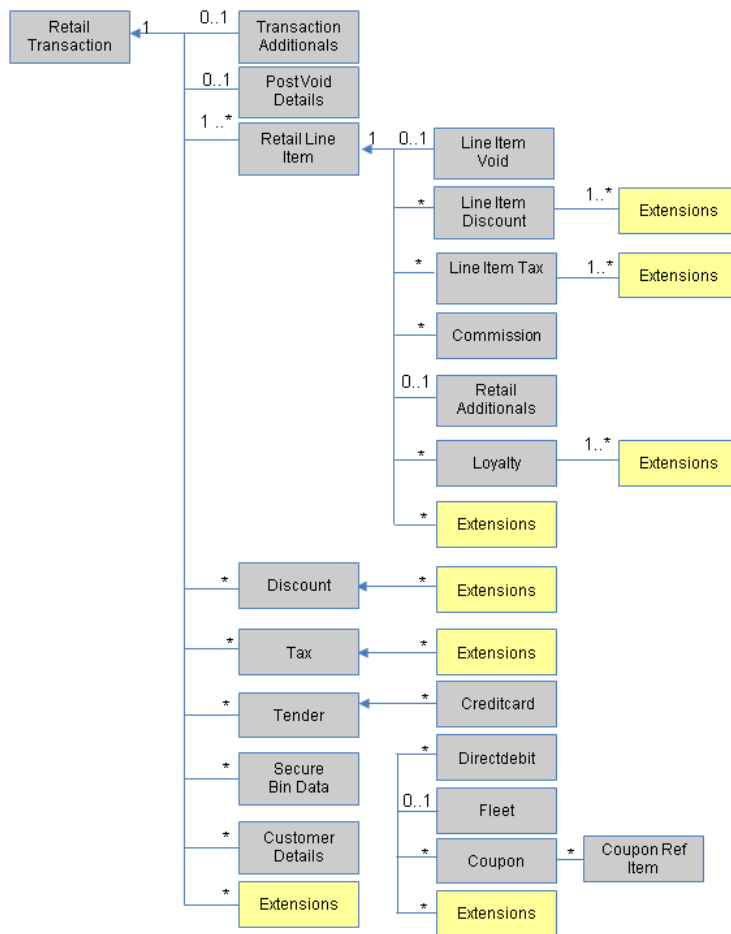 Retail
Transaction
1
0..1
Transaction
Additionals
0..1
Post Void
Details
1 ..*
Retail Line
Item
1
0..1
Line Item
Void
*
Line Item
Discount
1..*
Extensions
*
Line Item Tax
1..*
Extensions
*
Commission
0..1
Retail
Additionals
*
Loyalty
1..*
Extensions
*
Extensions
*
Discount
*
Extensions
*
Tax
*
Extensions
*
Tender
*
Creditcard
*
Secure
Bin Data
*
Directdebit
0..1
Fleet
*
Customer
Details
*
Coupon
*
Coupon Ref
Item
*
Extensions
*
Extensions